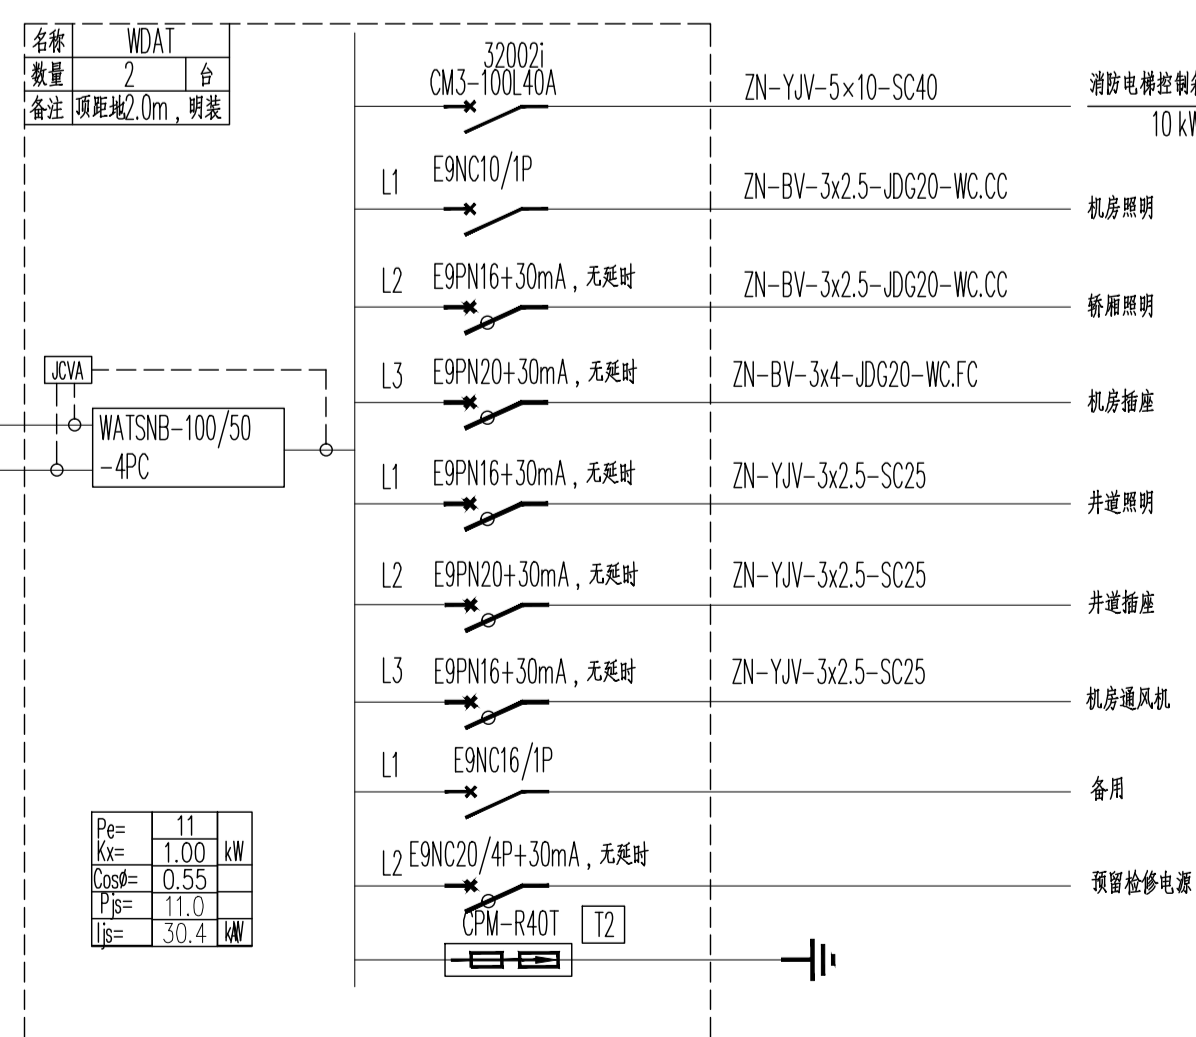 名称 WDAT
数量 2 台
备注 顶距地2.0m，明装
32002i
CM3-100L40A
ZN-YJV-5×10-SC40
消防电梯控制
10 kW
L1 E9NC10/1P
ZN-BV-3x2.5-JDG20-WC.CC
机房照明
L2 E9PN16+30mA，无延时
ZN-BV-3x2.5-JDG20-WC.CC
轿厢照明
L3 E9PN20+30mA，无延时
ZN-BV-3x4-JDG20-WC.FC
机房插座
JCVA
WATSNB-100/50
-4PC
L1 E9PN16+30mA，无延时
ZN-YJV-3x2.5-SC25
井道照明
L2 E9PN20+30mA，无延时
ZN-YJV-3x2.5-SC25
井道插座
L3 E9PN16+30mA，无延时
ZN-YJV-3x2.5-SC25
机房通风机
L1 E9NC16/1P
备用
L2 E9NC20/4P+30mA，无延时
预留检修电源
CPM-R40T T2
Pe= 11
Kx= 1.00 kW
Cosø= 0.55
Pjs= 11.0
Ijs= 30.4